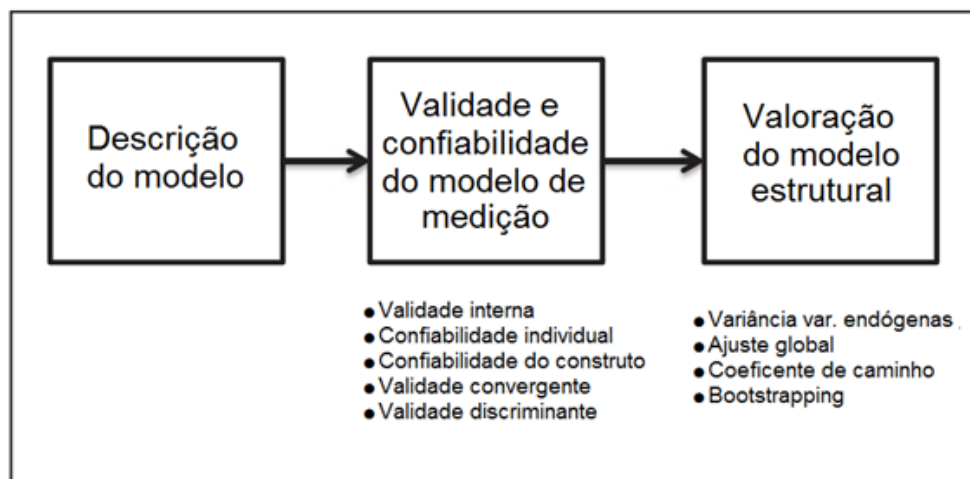 Descrição
do modelo
Validade e
confiabilidade
do modelo de
medição
Valoração
do modelo
estrutural
● Validade interna
● Confiabilidade individual
● Confiabilidade do construto
● Validade convergente
● Validade discriminante
● Variância var. endógenas
● Ajuste global
● Coeficente de caminho
● Bootstrapping